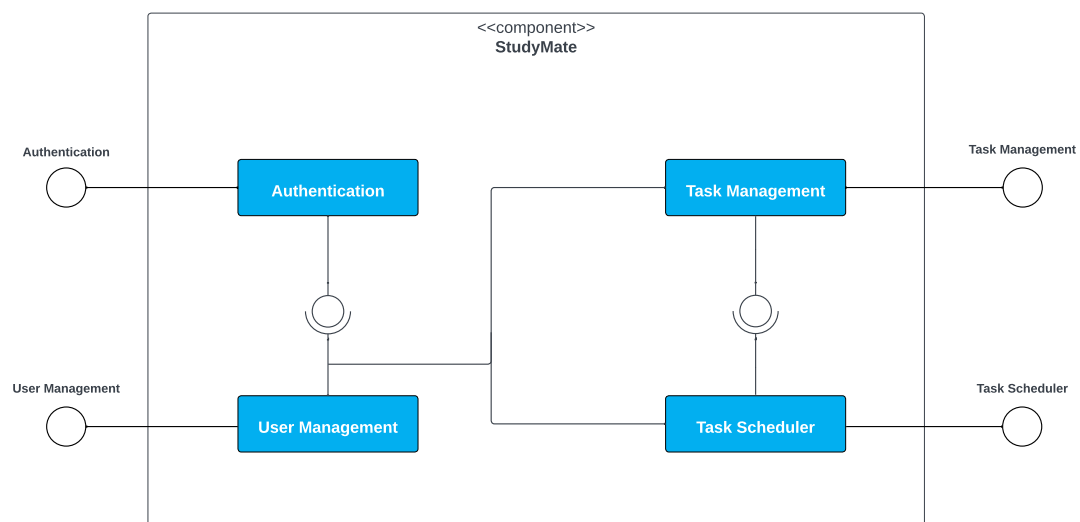 <<component>>
StudyMate
Authentication
Task Management
Authentication
Task Management
User Management
Task Scheduler
User Management
Task Scheduler